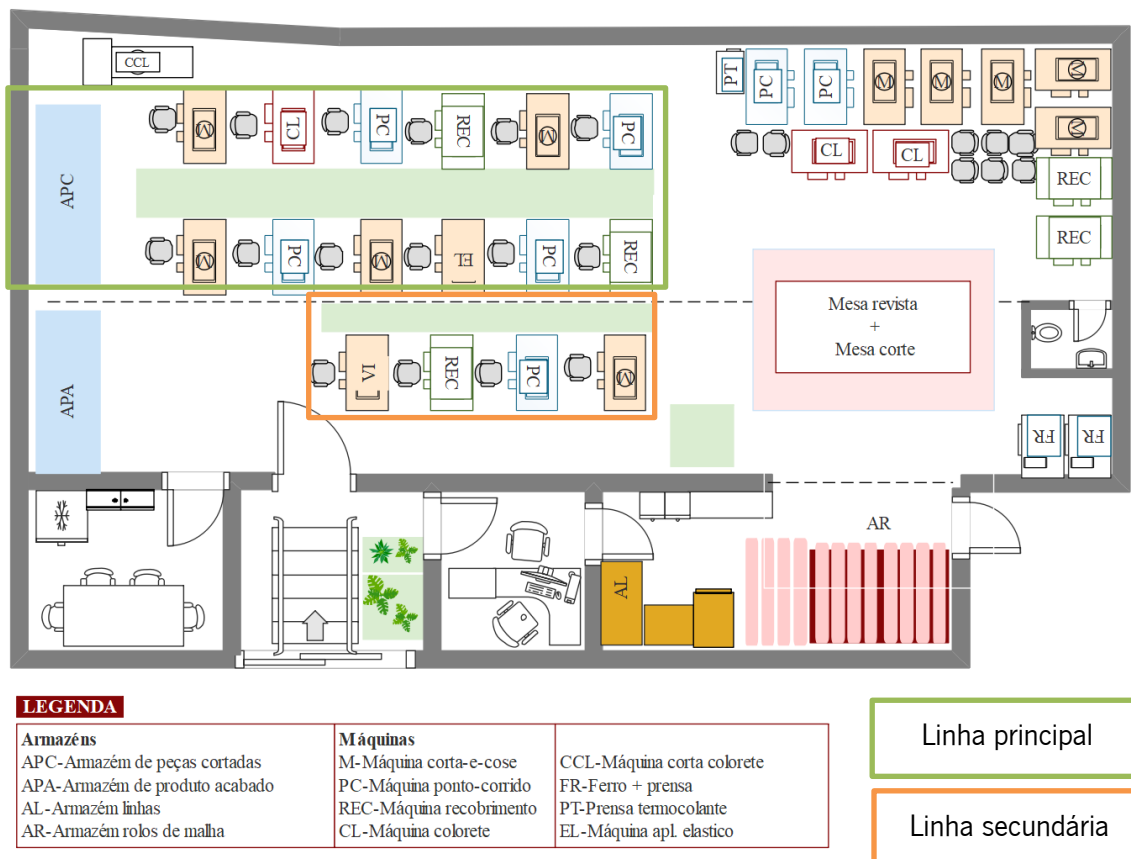 CCL
PT
PC
PC
M
M
M
M
M
CL
PC
REC
M
PC
M
CL
CL
REC
REC
APC
M
PC
M
EL
PC
REC
Mesa revista
+
Mesa corte
APA
VI
REC
PC
M
FR
FR
AR
AL
LEGENDA
Armazéns
APC-Armazém de peças cortadas
APA-Armazém de produto acabado
AL-Armazém linhas
AR-Armazém rolos de malha
Máquinas
M-Máquina corta-e-cose
PC-Máquina ponto-corrido
REC-Máquina recobrimento
CL-Máquina colorete
CCL-Máquina corta colorete
FR-Ferro + prensa
PT-Prensa termocolante
EL-Máquina apl. elastico
Linha principal
Linha secundária